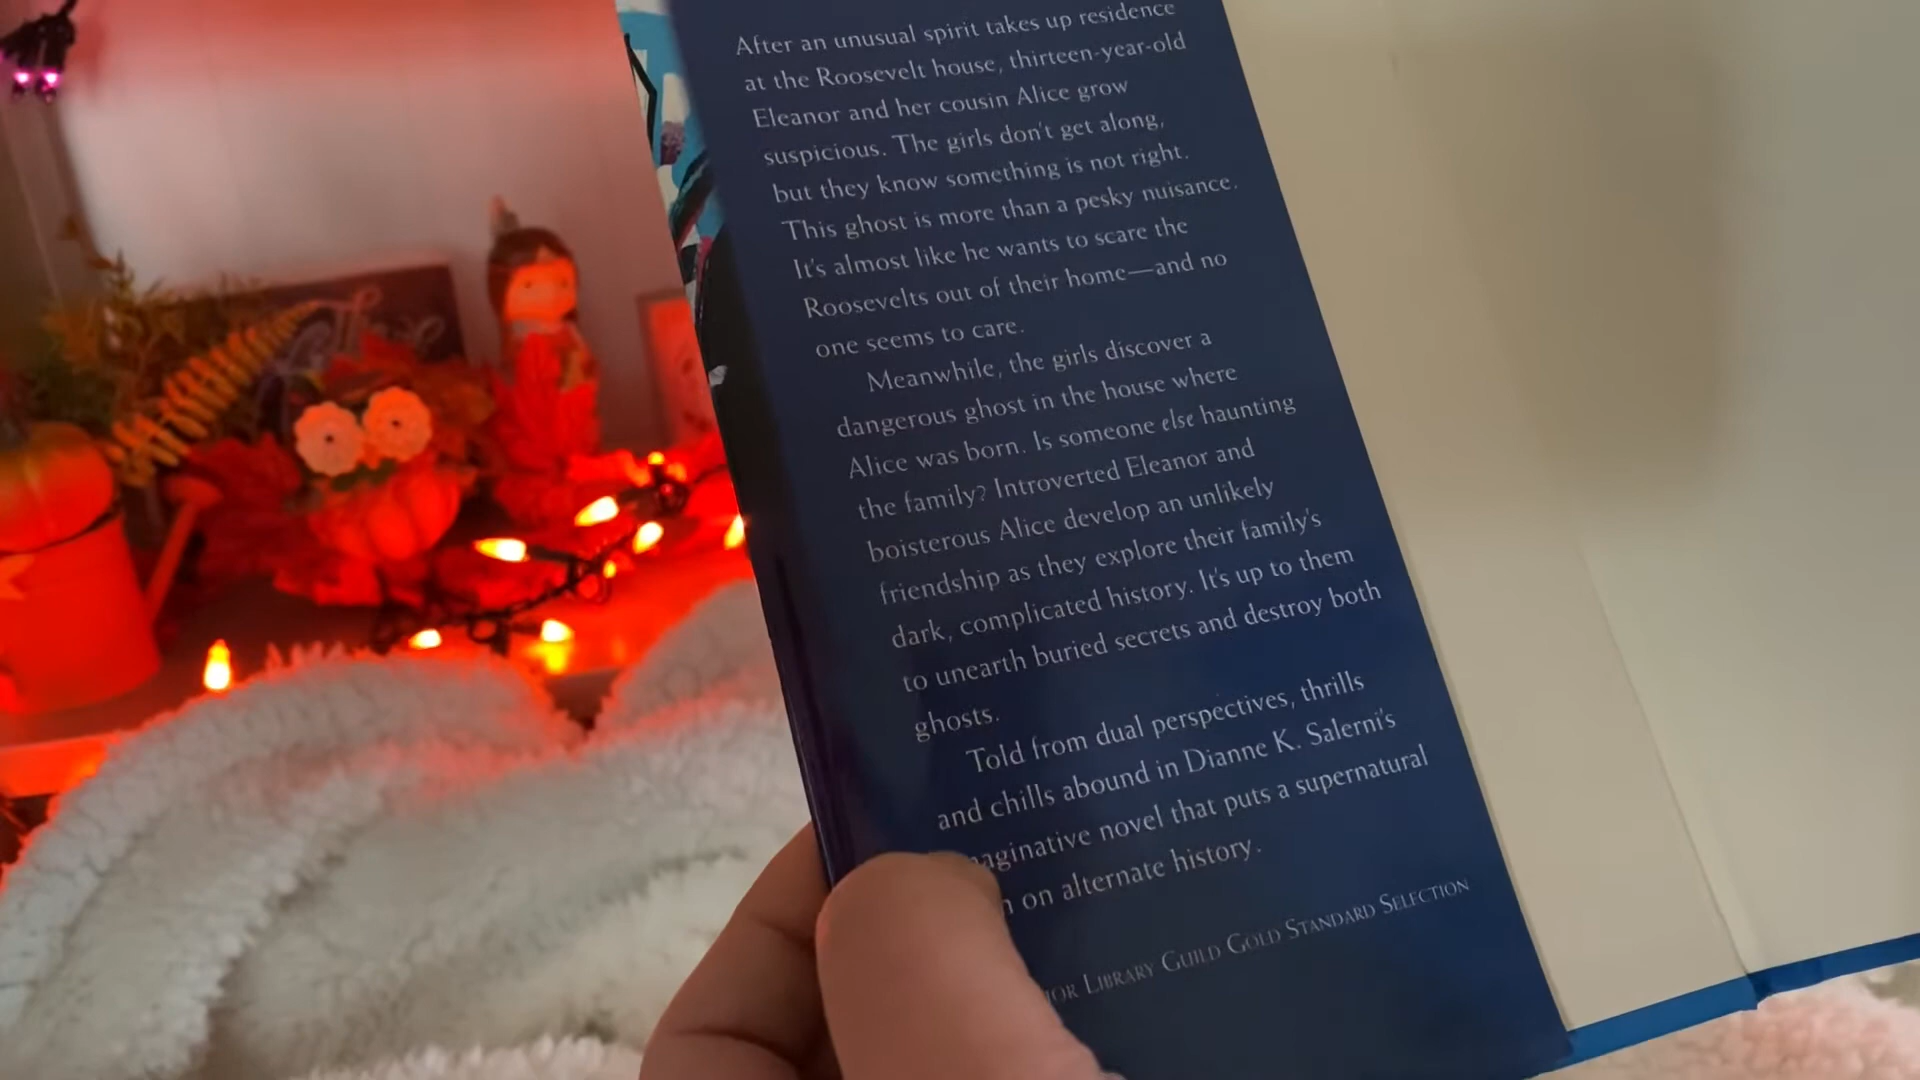 After an unusual spirit takes up residence
at the Roosevelt house, thirteen-year-old
Eleanor and her cousin Alice grow
suspicious. The girls don't get along,
but they know something is not right.
This ghost is more than a pesky nuisance.
It's almost like he wants to scare the
Roosevelts out of their home—and no
one seems to care.
Meanwhile, the girls discover a
dangerous ghost in the house where
Alice was born. Is someone else haunting
the family? Introverted Eleanor and
boisterous Alice develop an unlikely
friendship as they explore their family's
dark, complicated history. It's up to them
to unearth buried secrets and destroy both
ghosts.
Told from dual perspectives, thrills
and chills abound in Dianne K. Salerni's
novel that puts a supernatural
on alternate history.
Library Guild Gold Standard Selection